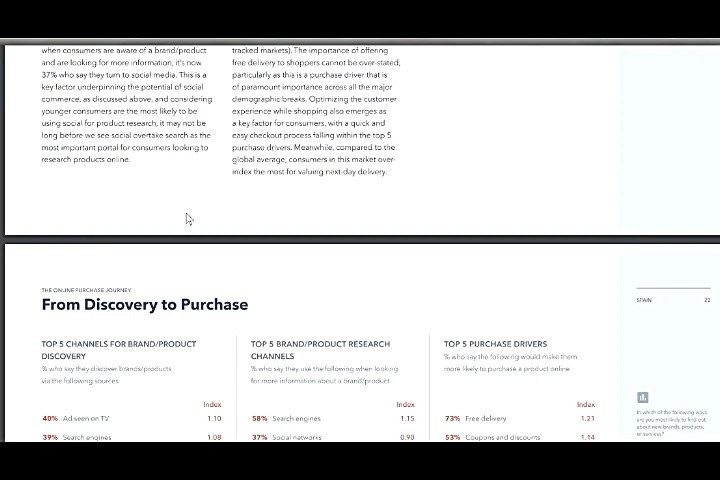 when consumers are aware of a brand/product
and are looking for more information, it's now
37% who say they turn to social media. This is a
key factor underpinning the potential of social
commerce, as discussed above, and considering
younger consumers are the most likely to be
using social for product research, it may not be
long before we see social overtake search as the
most important portal for consumers looking to
research products online.
tracked markets). The importance of offering
free delivery to shoppers cannot be over-stated,
particularly as this is a purchase driver that is
of paramount importance across all the major
demographic breaks. Optimizing the customer
experience while shopping also emerges as
a key factor for consumers, with a quick and
easy checkout process falling within the top 5
purchase drivers. Meanwhile, compared to the
global average, consumers in this market over-
index the most for valuing next-day delivery.
THE ONLINE PURCHASE JOURNEY
From Discovery to Purchase
TOP 5 CHANNELS FOR BRAND/PRODUCT
DISCOVERY
% who say they discover brands/products
via the following sources
Index
40% Ad seen on TV 1.10
39% Search engines 1.08
TOP 5 BRAND/PRODUCT RESEARCH
CHANNELS
% who say they use the following when looking
for more information about a brand/product
Index
58% Search engines 1.15
37% Social networks 0.90
TOP 5 PURCHASE DRIVERS
% who say the following would make them
more likely to purchase a product online
Index
73% Free delivery 1.21
53% Coupons and discounts 1.14
SPAIN 22
In which of the following ways
are you most likely to find out
about new brands, products,
or services?